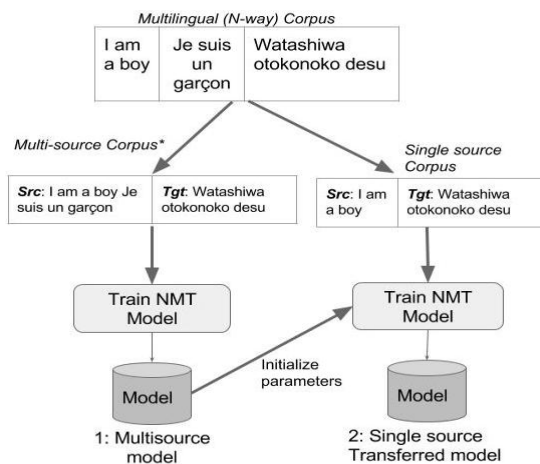 Multilingual (N-way) Corpus
I am
a boy
Je suis
un
garçon
Watashiwa
otokonoko desu
Multi-source Corpus*
Single source
Corpus
Src: I am a boy Je
suis un garçon
Tgt: Watashiwa
otokonoko desu
Src: I am
a boy
Tgt: Watashiwa
otokonoko desu
Train NMT
Model
Train NMT
Model
Initialize
parameters
Model
Model
1: Multisource
model
2: Single source
Transferred model